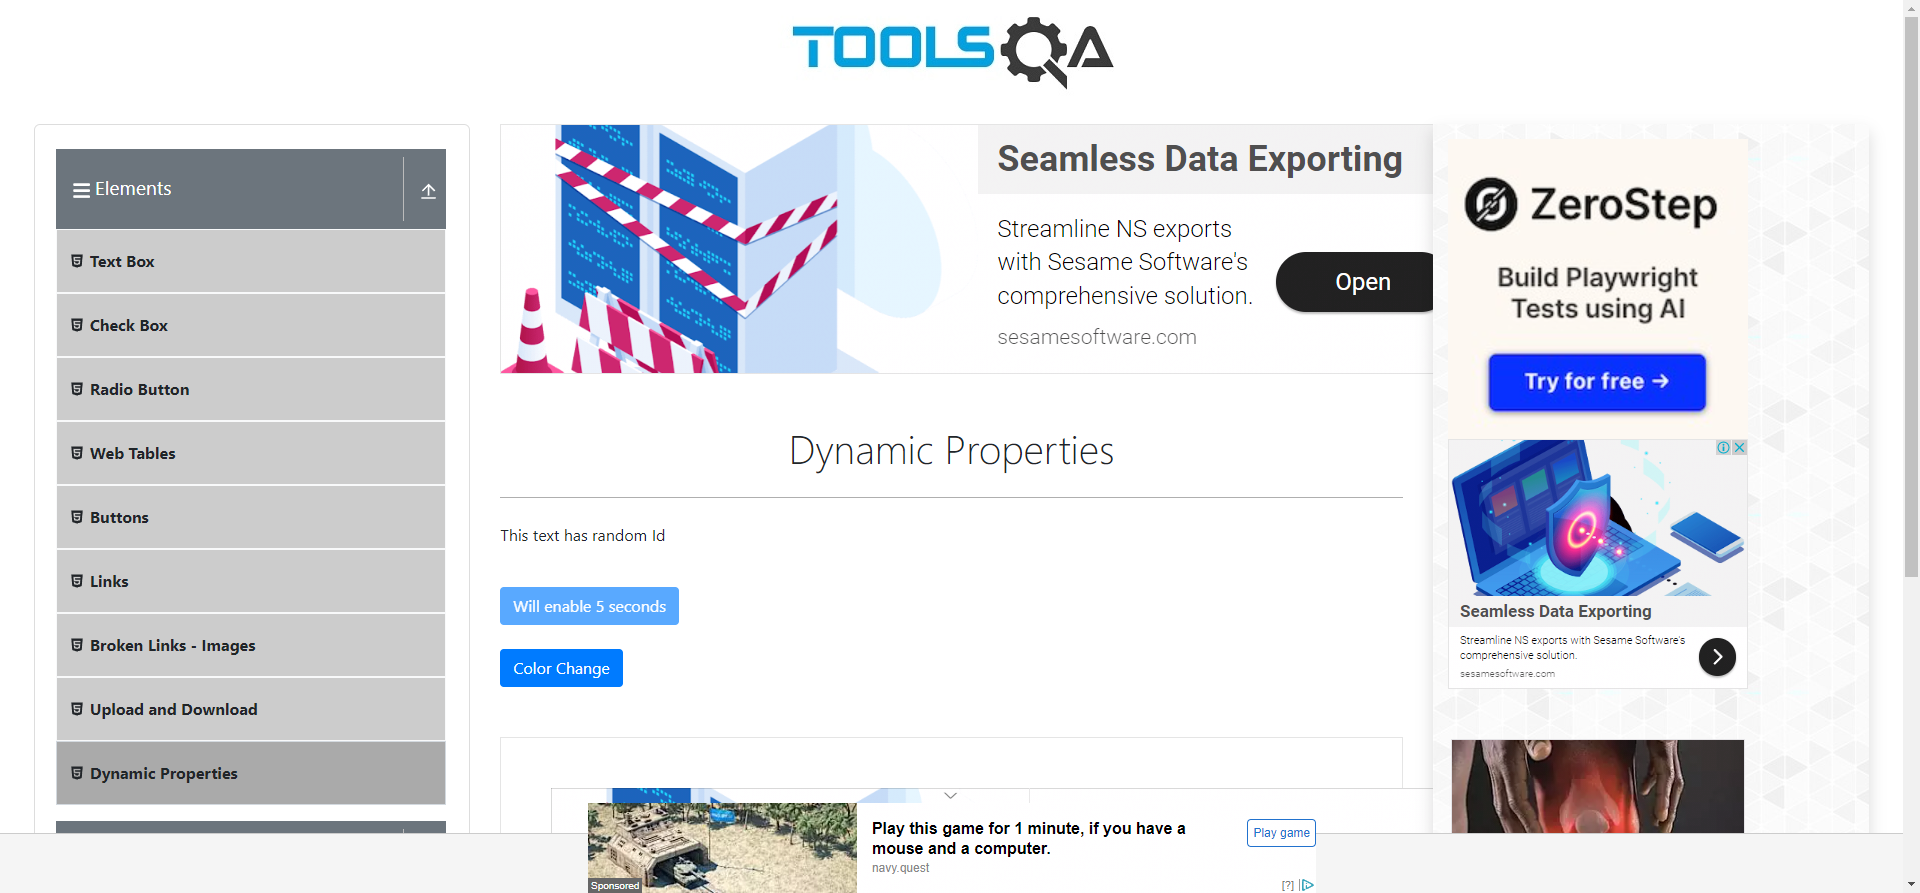 TOOLSQA
Elements
Text Box
Check Box
Radio Button
Web Tables
Buttons
Links
Broken Links - Images
Upload and Download
Dynamic Properties
Seamless Data Exporting
Streamline NS exports
with Sesame Software's
comprehensive solution.
sesamesoftware.com
Open
Dynamic Properties
This text has random Id
Will enable 5 seconds
Color Change
ZeroStep
Build Playwright
Tests using AI
Try for free →
Seamless Data Exporting
Streamline NS exports with Sesame Software's
comprehensive solution.
sesamesoftware.com
Play this game for 1 minute, if you have a
mouse and a computer.
navy.quest
Play game
Sponsored
[?]